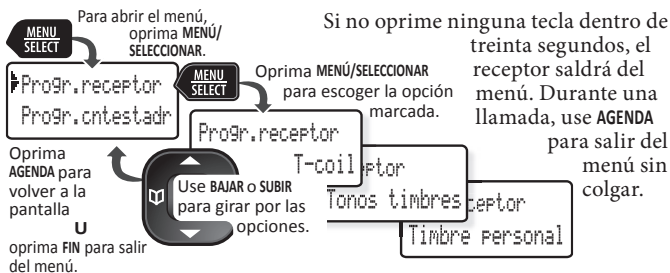 Para abrir el menú,
oprima MENÚ/
SELECCIONAR.
MENU
SELECT
Progr.receptor
Progr.cntestadr
MENU
SELECT
Oprima MENÚ/SELECCIONAR
para escoger la opción
marcada.
Progr.receptor
T-coil
eptor
Tonos timbres
ceptor
Timbre personal
Oprima
AGENDA para
volver a la
pantalla
U
oprima FIN para salir
del menú.
Use BAJAR o SUBIR
para girar por las
opciones.
Si no oprime ninguna tecla dentro de
treinta segundos, el
receptor saldrá del
menú. Durante una
llamada, use AGENDA
para salir del
menú sin
colgar.